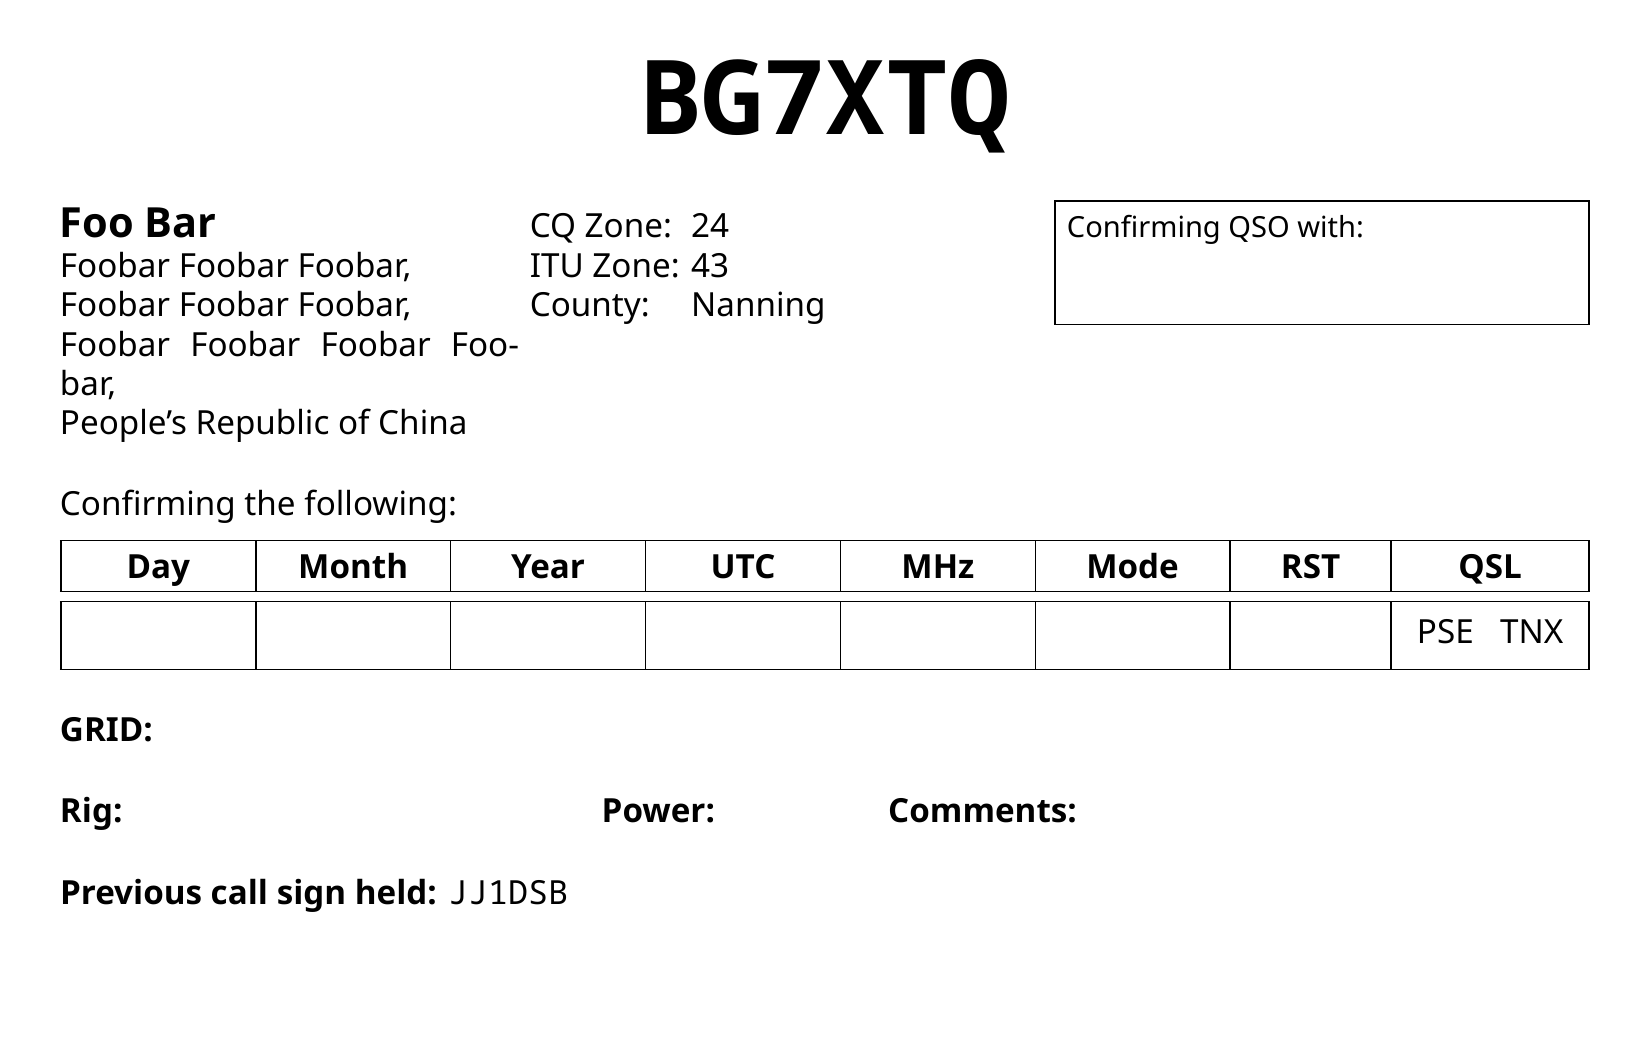 BG7XTQ
Foo Bar
Foobar Foobar Foobar,
Foobar Foobar Foobar,
Foobar Foobar Foobar Foo-
bar,
People’s Republic of China
CQ Zone: 24
ITU Zone: 43
County: Nanning
Confirming QSO with:
Confirming the following:
Day Month Year UTC MHz Mode RST QSL
PSE TNX
GRID:
Rig: Power: Comments:
Previous call sign held: JJ1DSB